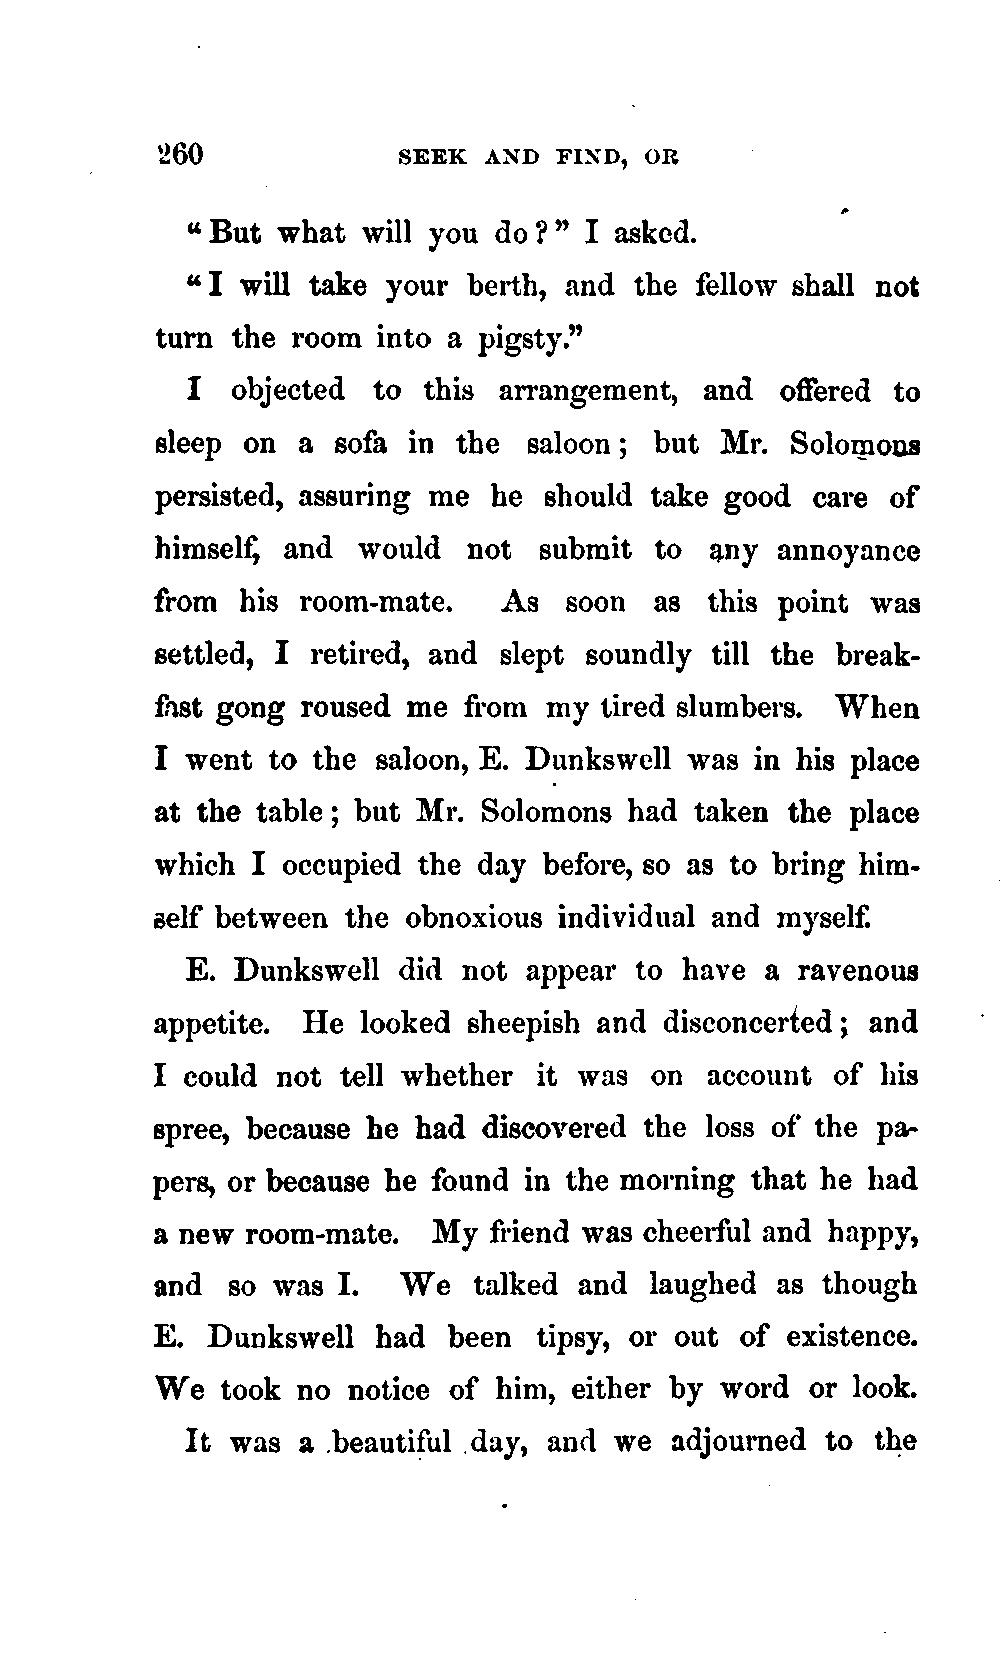 260 SEEK AND FIND, OR
“But what will you do?” I asked.
“I will take your berth, and the fellow shall not
turn the room into a pigsty.”
I objected to this arrangement, and offered to
sleep on a sofa in the saloon; but Mr. Solomons
persisted, assuring me he should take good care of
himself, and would not submit to any annoyance
from his room-mate. As soon as this point was
settled, I retired, and slept soundly till the break-
fast gong roused me from my tired slumbers. When
I went to the saloon, E. Dunkswell was in his place
at the table; but Mr. Solomons had taken the place
which I occupied the day before, so as to bring him-
self between the obnoxious individual and myself.
E. Dunkswell did not appear to have a ravenous
appetite. He looked sheepish and disconcerted; and
I could not tell whether it was on account of his
spree, because he had discovered the loss of the pa-
pers, or because he found in the morning that he had
a new room-mate. My friend was cheerful and happy,
and so was I. We talked and laughed as though
E. Dunkswell had been tipsy, or out of existence.
We took no notice of him, either by word or look.
It was a beautiful day, and we adjourned to the